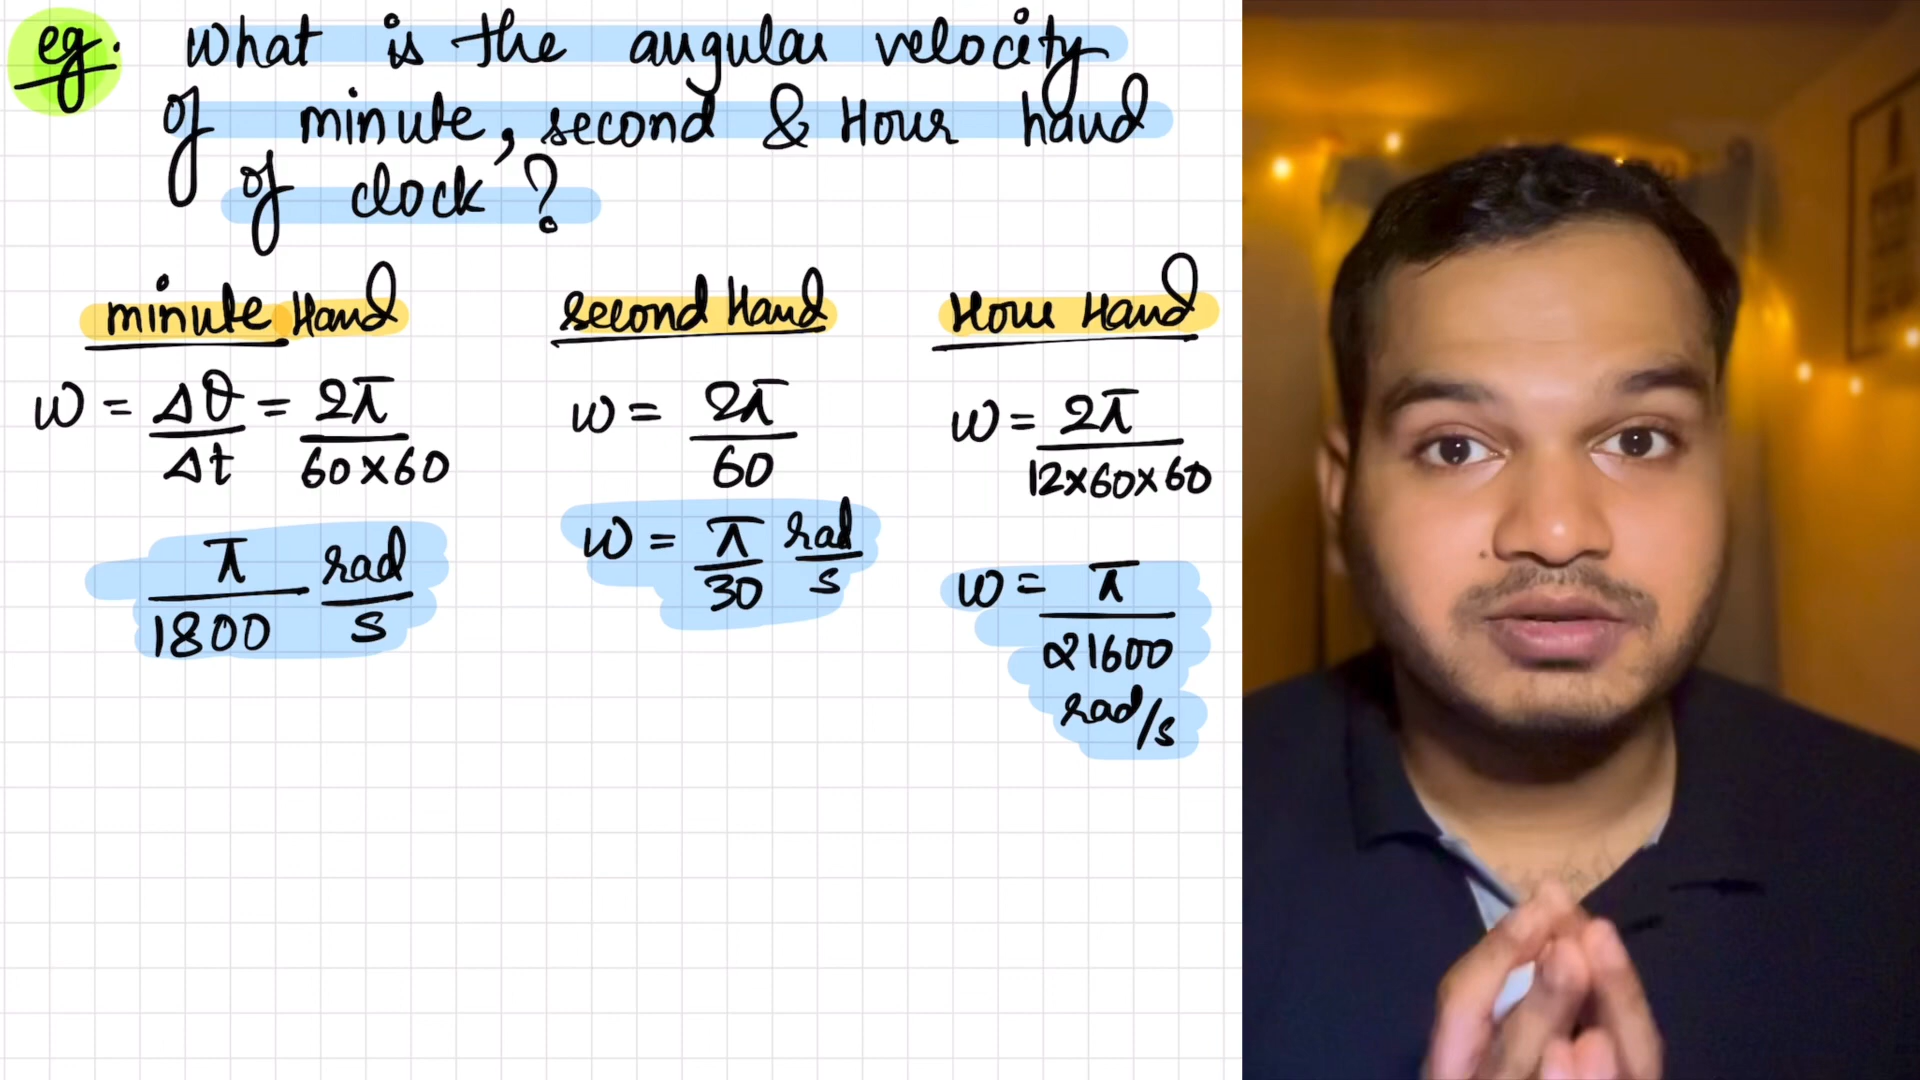 eg: What is the angular velocity
of minute, second & Hour hand
of clock ?
minute Hand
ω = Δθ/Δt = 2π/60×60
π/1800 rad/s
second Hand
ω = 2π/60
ω = π/30 rad/s
Hour Hand
ω = 2π/12×60×60
ω = π/21600
rad/s